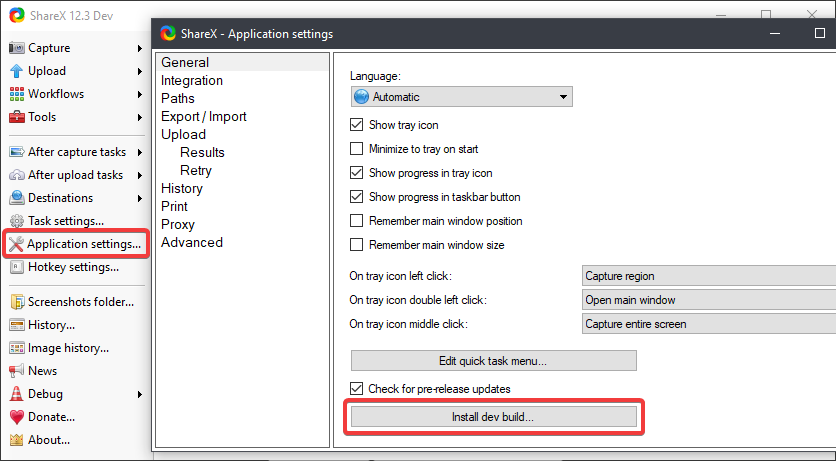 ShareX 12.3 Dev
Capture
Upload
Workflows
Tools
After capture tasks
After upload tasks
Destinations
Task settings...
Application settings...
Hotkey settings...
Screenshots folder...
History...
Image history...
News
Debug
Donate...
About...
ShareX - Application settings
General
Integration
Paths
Export / Import
Upload
Results
Retry
History
Print
Proxy
Advanced
Language:
Automatic
Show tray icon
Minimize to tray on start
Show progress in tray icon
Show progress in taskbar button
Remember main window position
Remember main window size
On tray icon left click: Capture region
On tray icon double left click: Open main window
On tray icon middle click: Capture entire screen
Edit quick task menu...
Check for pre-release updates
Install dev build...